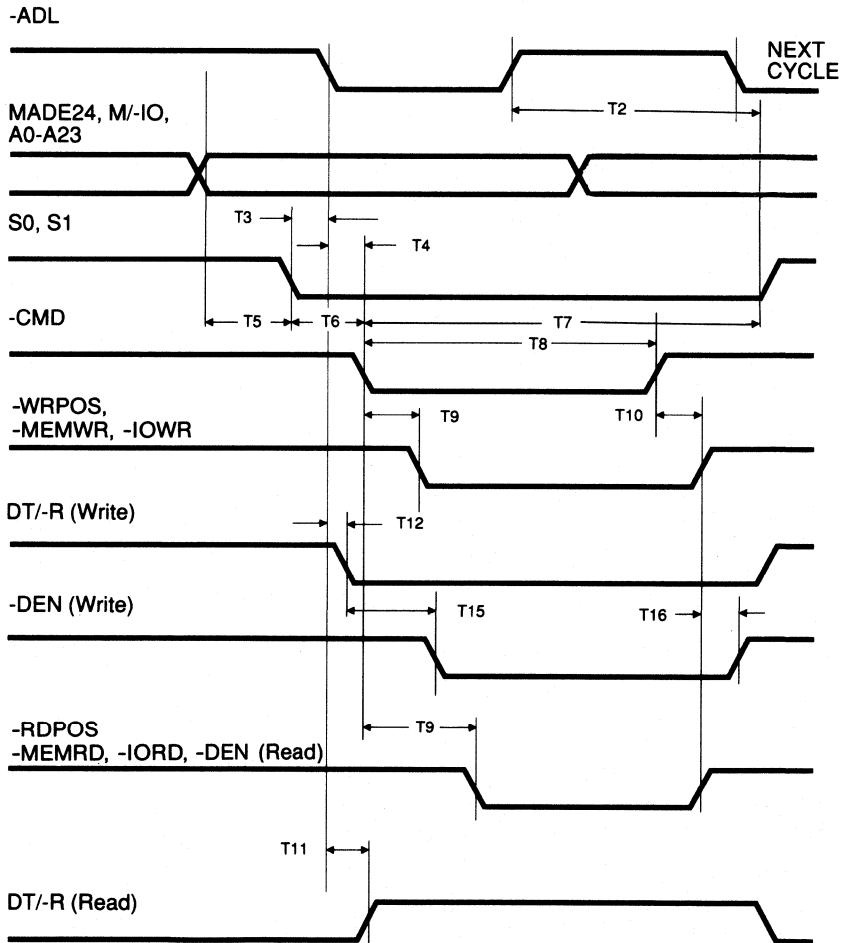 -ADL
NEXT
CYCLE
T2
MADE24, M/-IO,
A0-A23
T3
S0, S1
T4
-CMD
T5
T6
T7
T8
-WRPOS,
-MEMWR, -IOWR
T9
T10
DT/-R (Write)
T12
-DEN (Write)
T15
T16
-RDPOS
-MEMRD, -IORD, -DEN (Read)
T9
T11
DT/-R (Read)